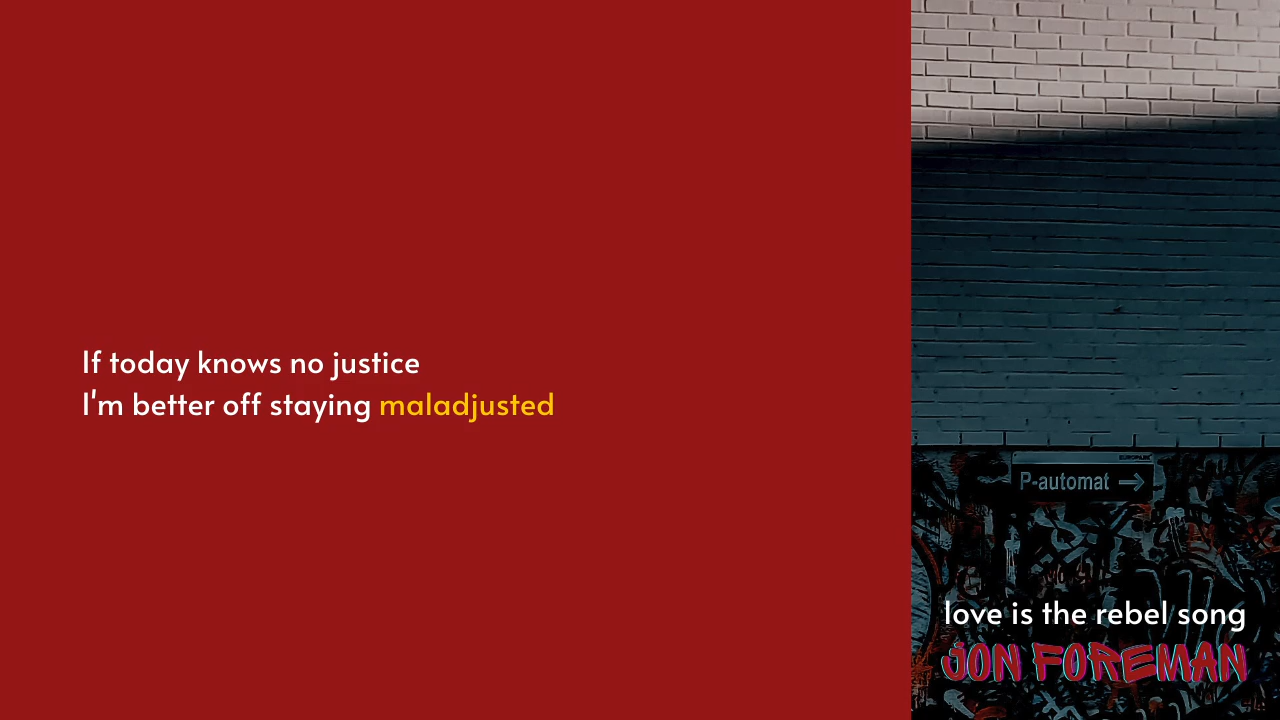 If today knows no justice
I'm better off staying maladjusted
P-automat →
love is the rebel song
JON FOREMAN